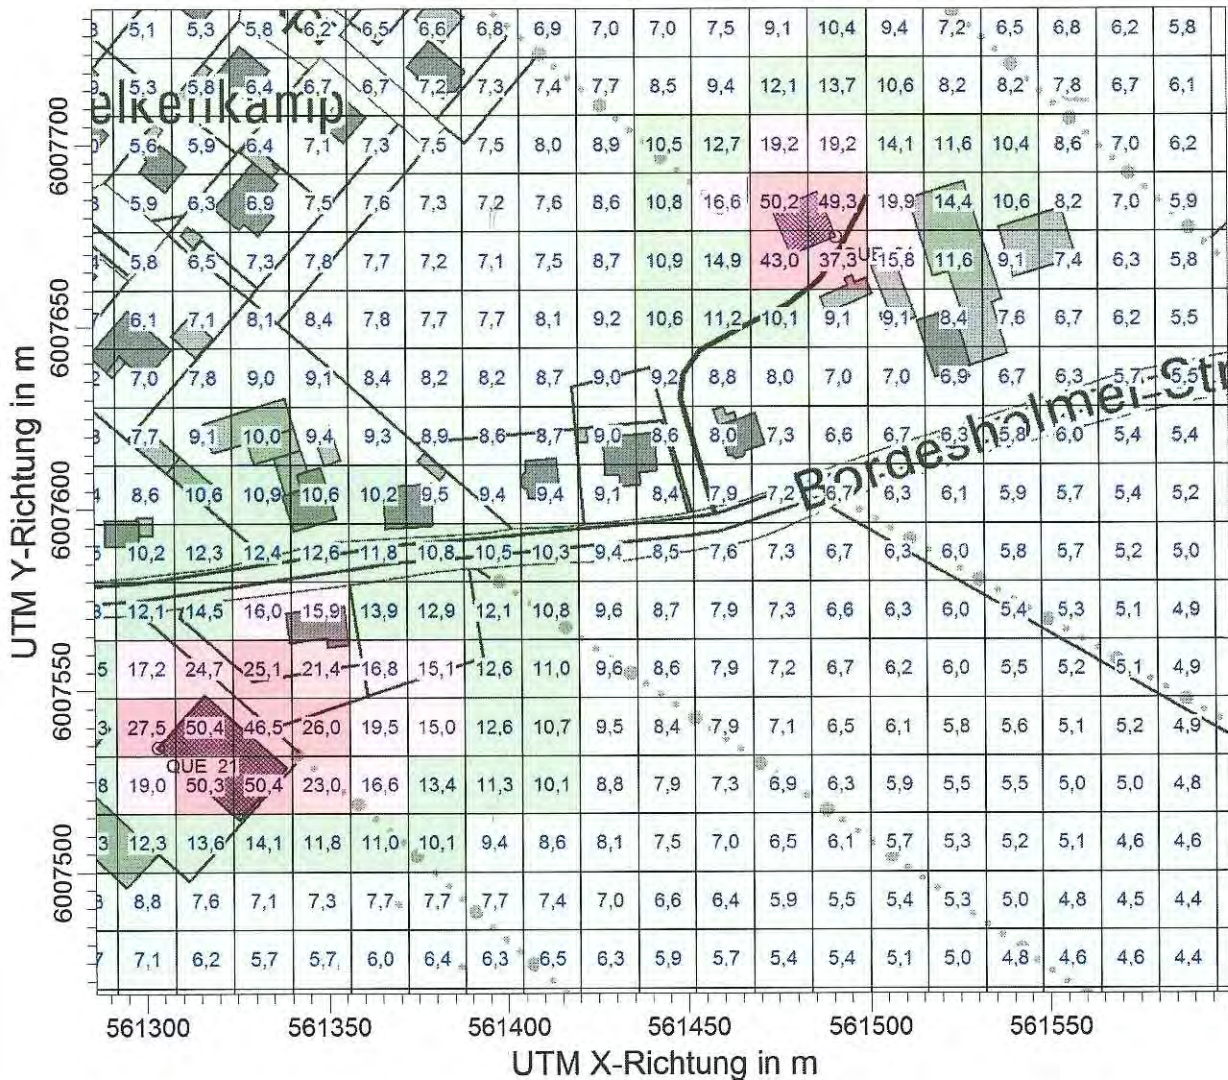 5,1 5,3 5,8 6,2 6,5 6,6 6,8 6,9 7,0 7,0 7,5 9,1 10,4 9,4 7,2 6,5 6,8 6,2 5,8
5,3 5,8 6,4 6,7 6,7 7,2 7,3 7,4 7,7 8,5 9,4 12,1 13,7 10,6 8,2 8,2 7,8 6,7 6,1
elkenkamp
6007700
5,6 5,9 6,4 7,1 7,3 7,5 7,5 8,0 8,9 10,5 12,7 19,2 19,2 14,1 11,6 10,4 8,6 7,0 6,2
5,9 6,3 6,9 7,5 7,6 7,3 7,2 7,6 8,6 10,8 16,6 50,2 49,3 19,9 14,4 10,6 8,2 7,0 5,9
5,8 6,5 7,3 7,8 7,7 7,2 7,1 7,5 8,7 10,9 14,9 43,0 37,3 15,8 11,6 9,1 7,4 6,3 5,8
6007650
6,1 7,1 8,1 8,4 7,8 7,7 7,7 8,1 9,2 10,6 11,2 10,1 9,1 9,1 8,4 7,6 6,7 6,2 5,5
7,0 7,8 9,0 9,1 8,4 8,2 8,2 8,7 9,0 9,2 8,8 8,0 7,0 7,0 6,9 6,7 6,3 5,7 5,5
Bordesholmer Str
7,7 9,1 10,0 9,4 9,3 8,9 8,6 8,7 9,0 8,6 8,0 7,3 6,6 6,7 6,3 5,8 6,0 5,4 5,4
6007600
8,6 10,6 10,9 10,6 10,2 9,5 9,4 9,4 9,1 8,4 7,9 7,2 6,7 6,3 6,1 5,9 5,7 5,4 5,2
10,2 12,3 12,4 12,6 11,8 10,8 10,5 10,3 9,4 8,5 7,6 7,3 6,7 6,3 6,0 5,8 5,7 5,2 5,0
12,1 14,5 16,0 15,9 13,9 12,9 12,1 10,8 9,6 8,7 7,9 7,3 6,6 6,3 6,0 5,4 5,3 5,1 4,9
6007550
17,2 24,7 25,1 21,4 16,8 15,1 12,6 11,0 9,6 8,6 7,9 7,2 6,7 6,2 6,0 5,5 5,2 5,1 4,9
27,5 50,4 46,5 26,0 19,5 15,0 12,6 10,7 9,5 8,4 7,9 7,1 6,5 6,1 5,8 5,6 5,1 5,2 4,9
QUE 21
19,0 50,3 50,4 23,0 16,6 13,4 11,3 10,1 8,8 7,9 7,3 6,9 6,3 5,9 5,5 5,5 5,0 5,0 4,8
6007500
12,3 13,6 14,1 11,8 11,0 10,1 9,4 8,6 8,1 7,5 7,0 6,5 6,1 5,7 5,3 5,2 5,1 4,6 4,6
8,8 7,6 7,1 7,3 7,7 7,7 7,7 7,4 7,0 6,6 6,4 5,9 5,5 5,4 5,3 5,0 4,8 4,5 4,4
7,1 6,2 5,7 5,7 6,0 6,4 6,3 6,5 6,3 5,9 5,7 5,4 5,4 5,1 5,0 4,8 4,6 4,6 4,4
UTM Y-Richtung in m
561300 561350 561400 561450 561500 561550
UTM X-Richtung in m